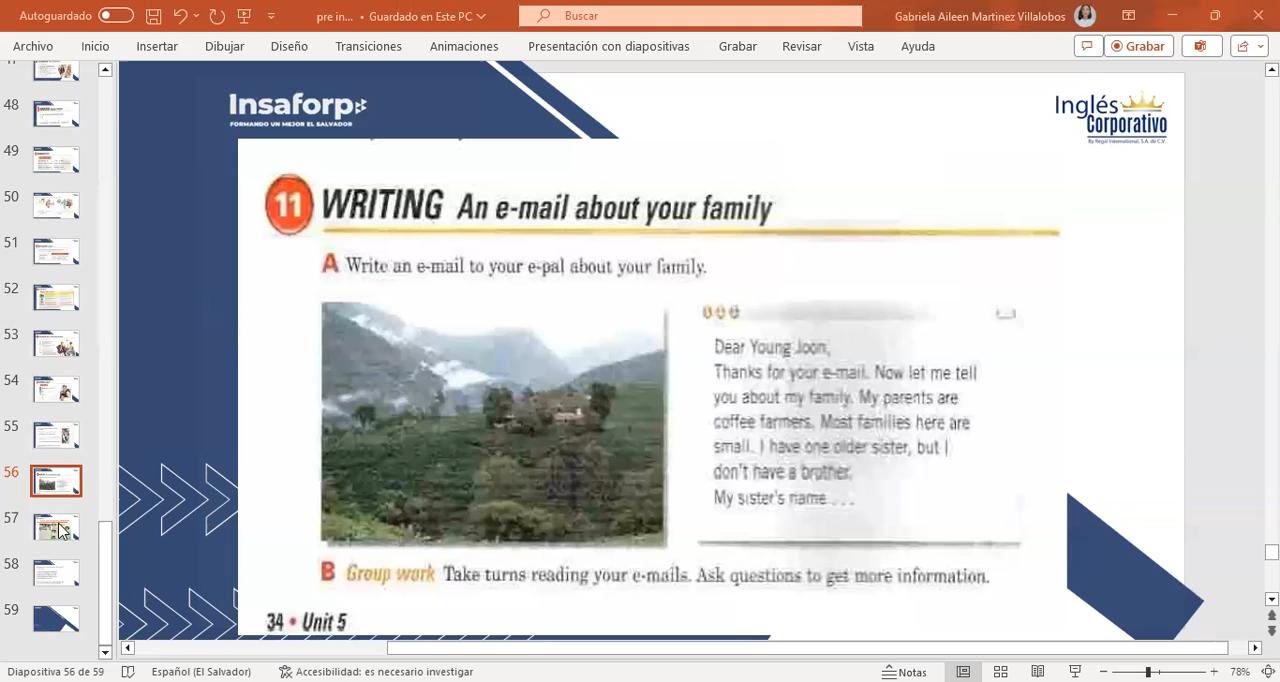 Autoguardado
pre in... • Guardado en Este PC
Buscar
Gabriela Aileen Martinez Villalobos
Archivo Inicio Insertar Dibujar Diseño Transiciones Animaciones Presentación con diapositivas Grabar Revisar Vista Ayuda
Grabar
48
49
50
51
52
53
54
55
56
57
58
59
Insaforp
FORMANDO UN MEJOR EL SALVADOR
Inglés
Corporativo
By Regal International, S.A. de C.V.
11 WRITING An e-mail about your family
A Write an e-mail to your e-pal about your family.
Dear Young Joon,
Thanks for your e-mail. Now let me tell
you about my family. My parents are
coffee farmers. Most families here are
small. I have one older sister, but I
don't have a brother.
My sister's name . . .
B Group work Take turns reading your e-mails. Ask questions to get more information.
34 • Unit 5
Diapositiva 56 de 59 Español (El Salvador) Accesibilidad: es necesario investigar Notas 78%